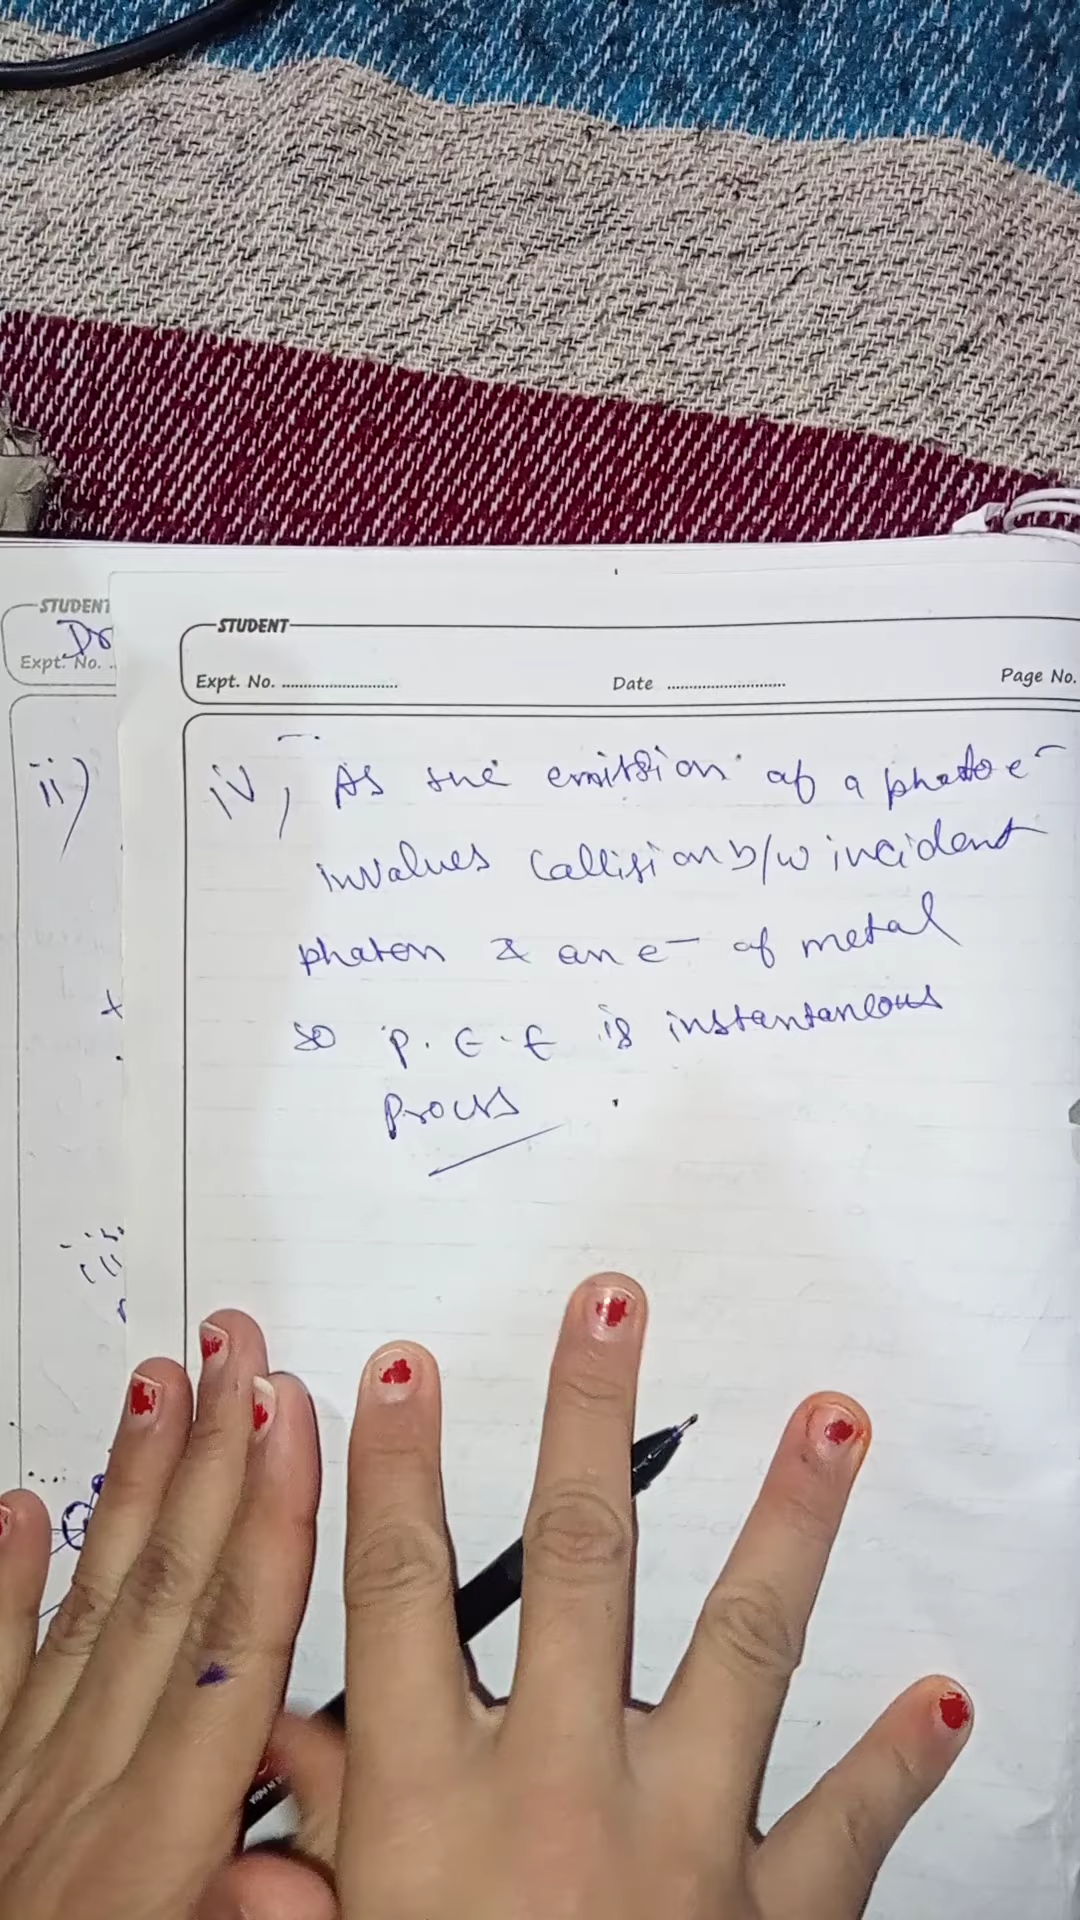 STUDENT
Dr
Expt. No. ..
ii)
STUDENT
Expt. No. ............................
Date ............................
Page No.
iv) As the emission of a photo e⁻
involves Collision b/w incident
photon & an e⁻ of metal
so P.E.E is instantaneous
process